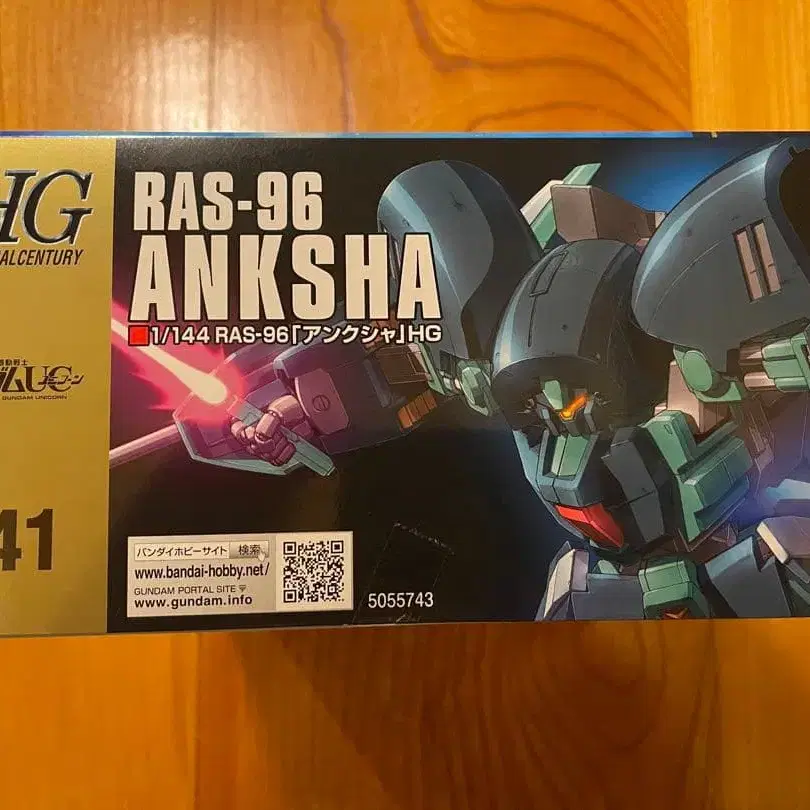 HG
RAS-96
ANKSHA
1/144 RAS-96「アンクシャ」HG
ムUC
GUNDAM UNICORN
41
バンダイホビーサイト 検索
www.bandai-hobby.net/
GUNDAM PORTAL SITE
www.gundam.info
5055743